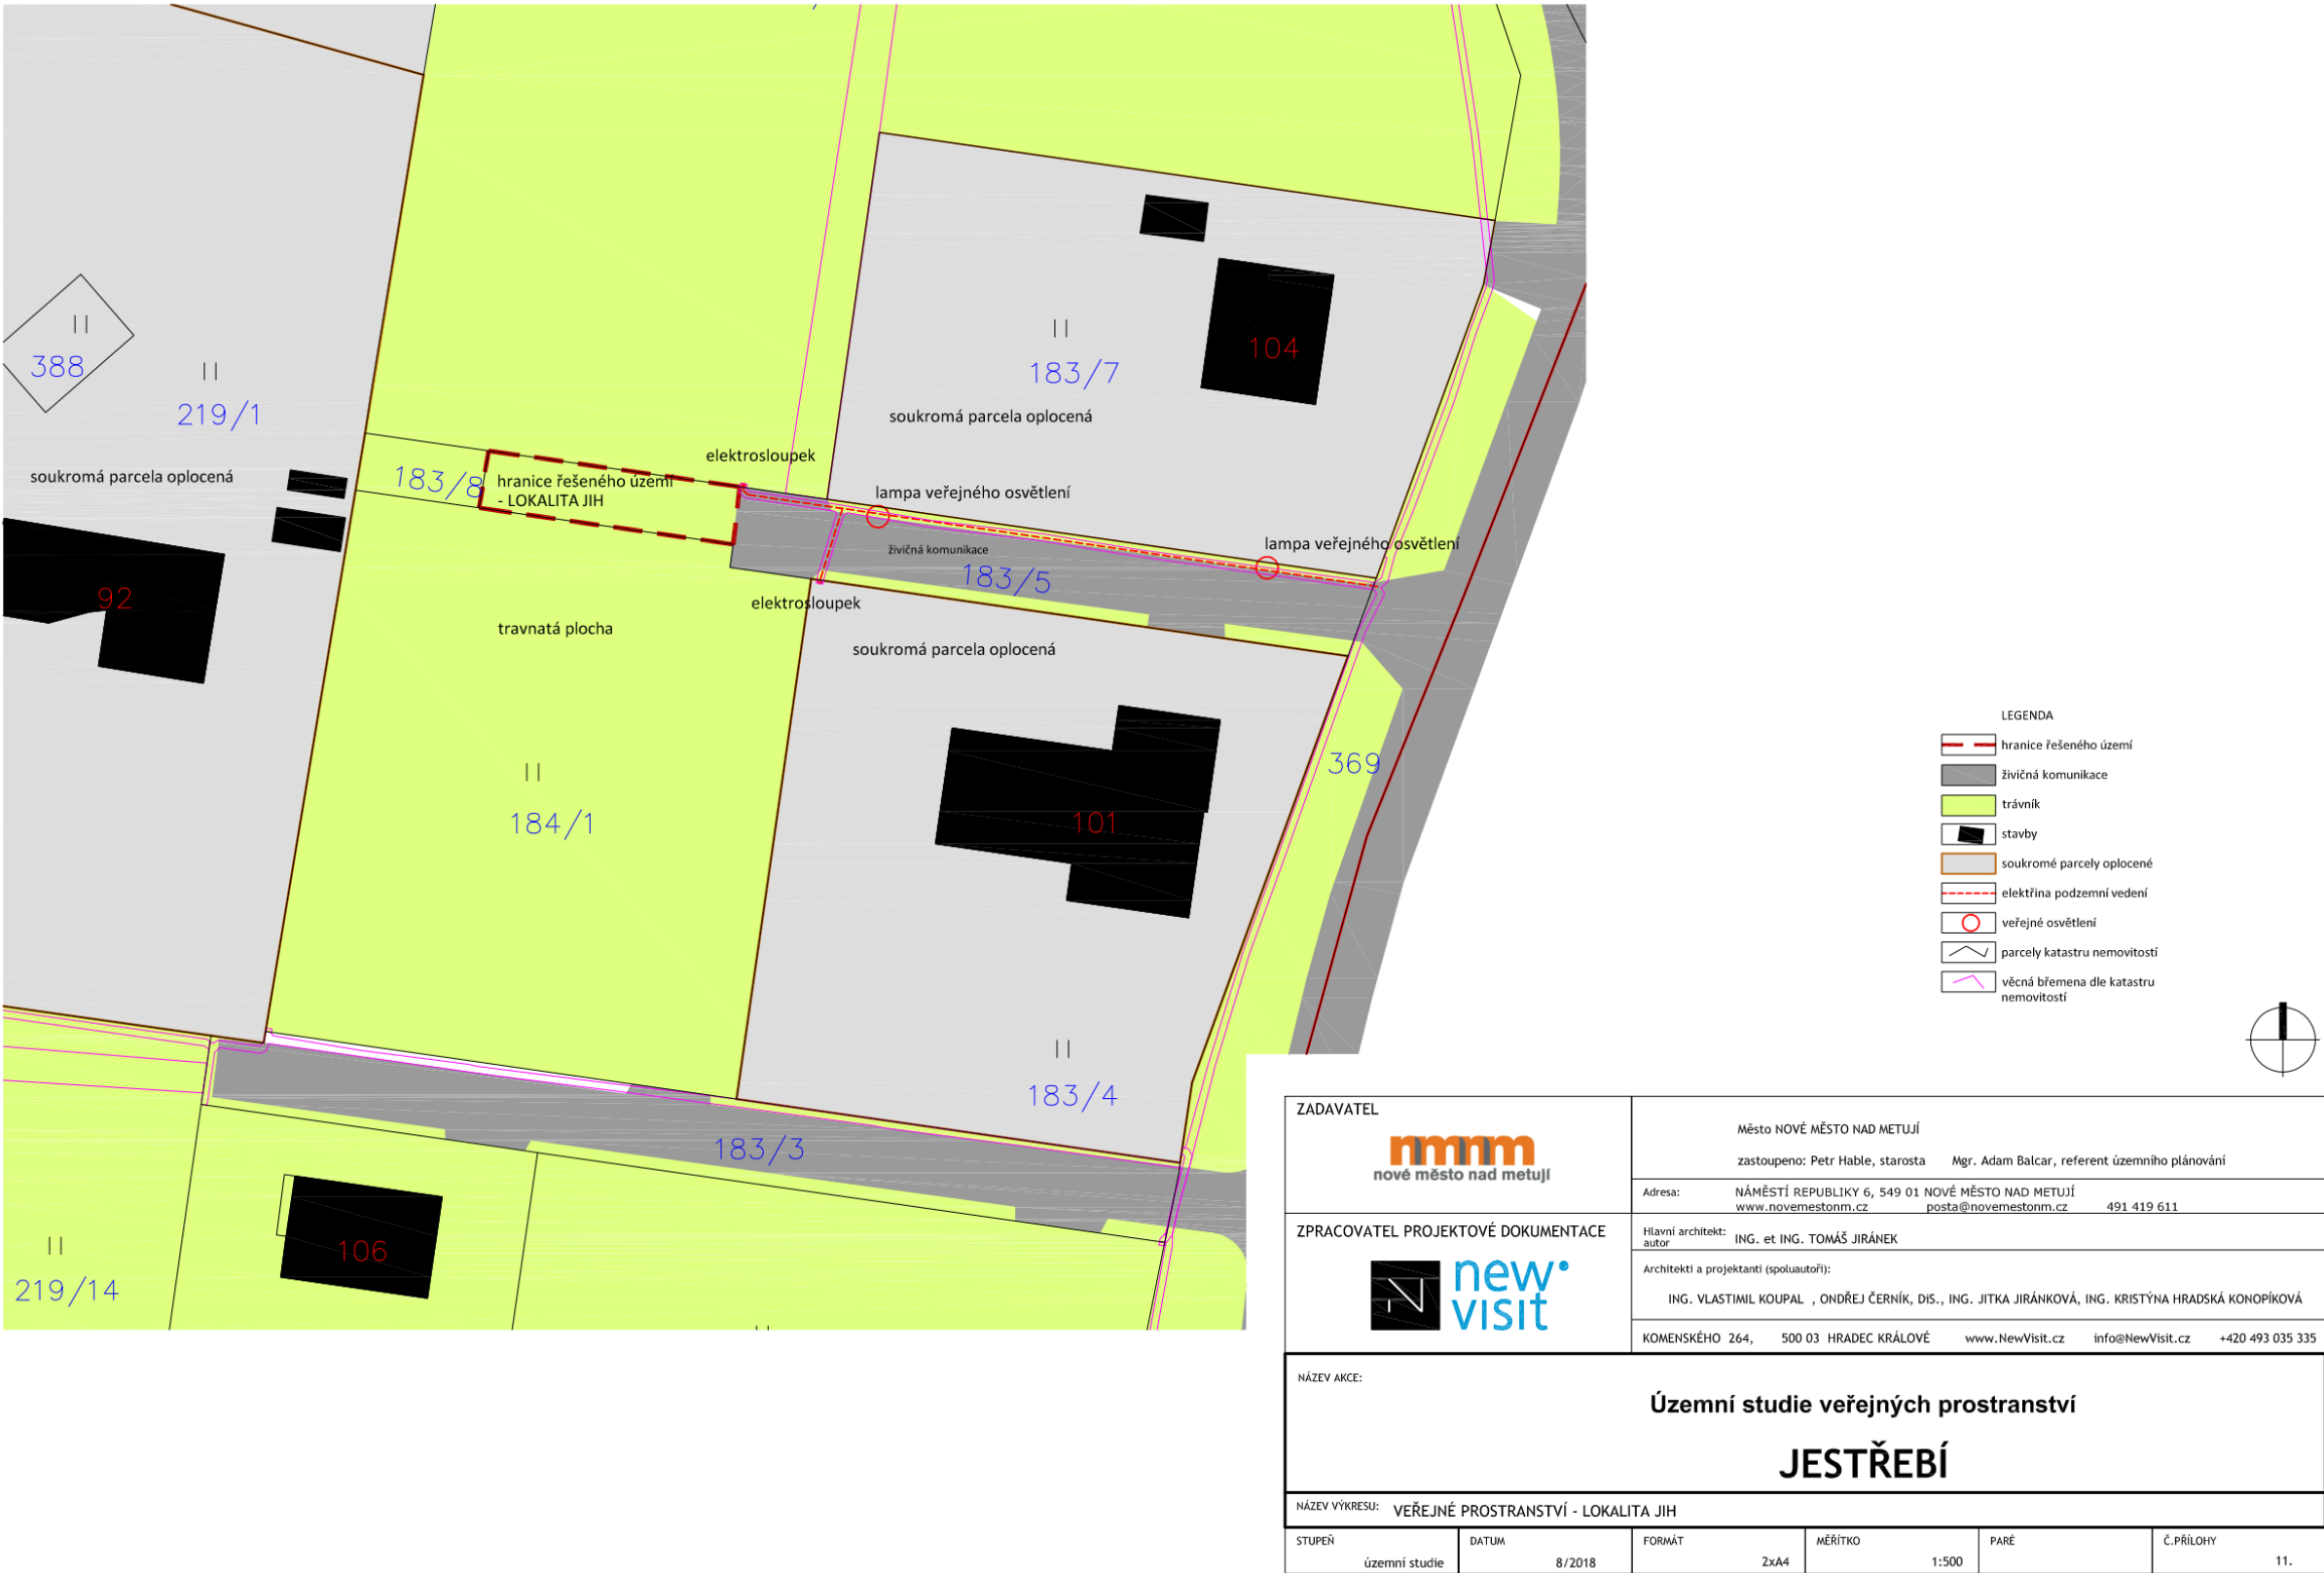 104
183/7
388
219/1
soukromá parcela oplocená
elektrosloupek
soukromá parcela oplocená
183/8
hranice řešeného území
- LOKALITA JIH
lampa veřejného osvětlení
lampa veřejného osvětlení
živičná komunikace
183/5
92
elektrosloupek
travnatá plocha
soukromá parcela oplocená
369
184/1
101
183/4
183/3
106
219/14
LEGENDA
hranice řešeného území
živičná komunikace
trávník
stavby
soukromé parcely oplocené
elektřina podzemní vedení
veřejné osvětlení
parcely katastru nemovitostí
věcná břemena dle katastru
nemovitostí
ZADAVATEL
nmnm
nové město nad metují
Město NOVÉ MĚSTO NAD METUJÍ
zastoupeno: Petr Hable, starosta Mgr. Adam Balcar, referent územního plánování
Adresa: NÁMĚSTÍ REPUBLIKY 6, 549 01 NOVÉ MĚSTO NAD METUJÍ
www.novemestonm.cz posta@novemestonm.cz 491 419 611
ZPRACOVATEL PROJEKTOVÉ DOKUMENTACE
new
visit
Hlavní architekt:
autor
ING. et ING. TOMÁŠ JIRÁNEK
Architekti a projektanti (spoluautoři):
ING. VLASTIMIL KOUPAL , ONDŘEJ ČERNÍK, DiS., ING. JITKA JIRÁNKOVÁ, ING. KRISTÝNA HRADSKÁ KONOPÍKOVÁ
KOMENSKÉHO 264, 500 03 HRADEC KRÁLOVÉ www.NewVisit.cz info@NewVisit.cz +420 493 035 335
NÁZEV AKCE:
Územní studie veřejných prostranství
JESTŘEBÍ
NÁZEV VÝKRESU: VEŘEJNÉ PROSTRANSTVÍ - LOKALITA JIH
STUPEŇ DATUM FORMÁT MĚŘÍTKO PARÉ Č.PŘÍLOHY
územní studie 8/2018 2xA4 1:500 11.